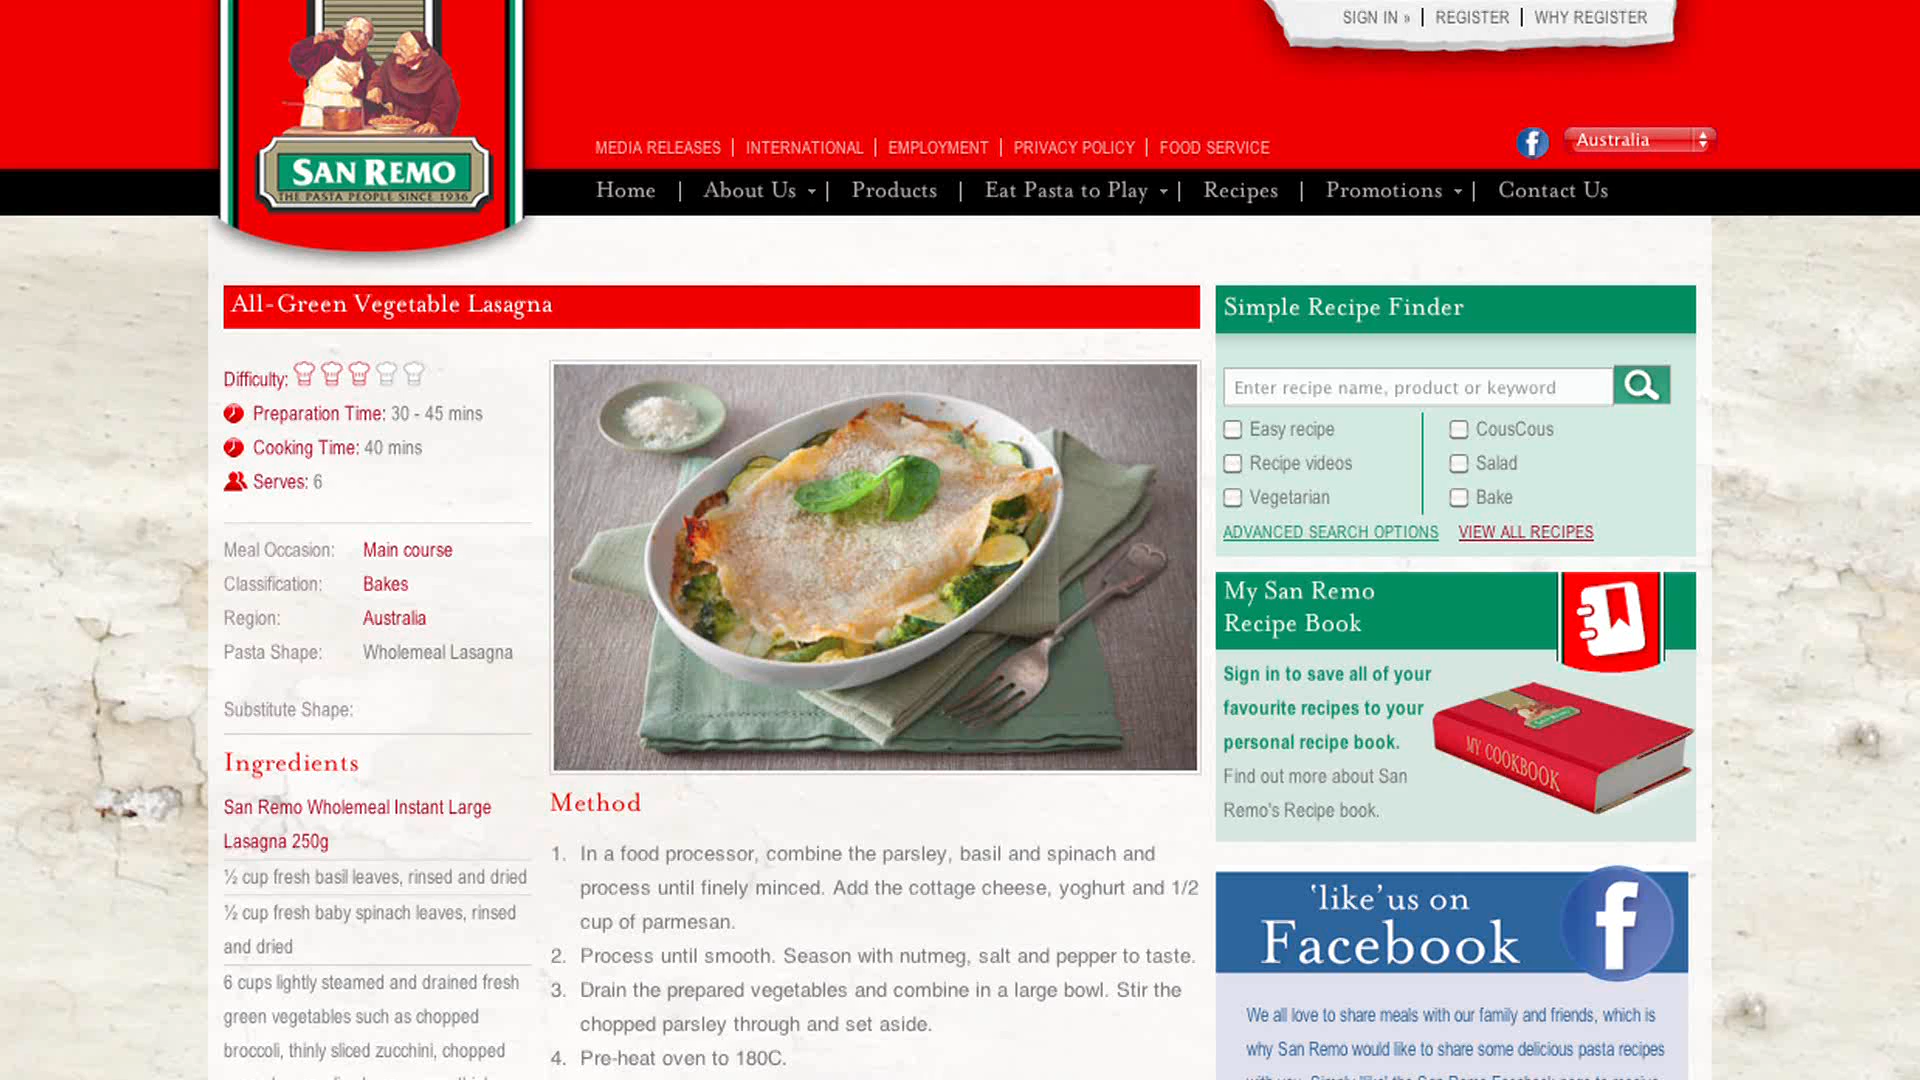 SIGN IN » | REGISTER | WHY REGISTER
SAN REMO
THE PASTA PEOPLE SINCE 1936
MEDIA RELEASES | INTERNATIONAL | EMPLOYMENT | PRIVACY POLICY | FOOD SERVICE
Australia
Home | About Us | Products | Eat Pasta to Play | Recipes | Promotions | Contact Us
All-Green Vegetable Lasagna
Difficulty:
Preparation Time: 30 - 45 mins
Cooking Time: 40 mins
Serves: 6
Meal Occasion: Main course
Classification: Bakes
Region: Australia
Pasta Shape: Wholemeal Lasagna
Substitute Shape:
Ingredients
San Remo Wholemeal Instant Large
Lasagna 250g
½ cup fresh basil leaves, rinsed and dried
½ cup fresh baby spinach leaves, rinsed
and dried
6 cups lightly steamed and drained fresh
green vegetables such as chopped
broccoli, thinly sliced zucchini, chopped
Method
1. In a food processor, combine the parsley, basil and spinach and
process until finely minced. Add the cottage cheese, yoghurt and 1/2
cup of parmesan.
2. Process until smooth. Season with nutmeg, salt and pepper to taste.
3. Drain the prepared vegetables and combine in a large bowl. Stir the
chopped parsley through and set aside.
4. Pre-heat oven to 180C.
Simple Recipe Finder
Enter recipe name, product or keyword
Easy recipe
CousCous
Recipe videos
Salad
Vegetarian
Bake
ADVANCED SEARCH OPTIONS
VIEW ALL RECIPES
My San Remo
Recipe Book
Sign in to save all of your
favourite recipes to your
personal recipe book.
Find out more about San
Remo's Recipe book.
SAN REMO
MY COOKBOOK
'like' us on
Facebook
We all love to share meals with our family and friends, which is
why San Remo would like to share some delicious pasta recipes